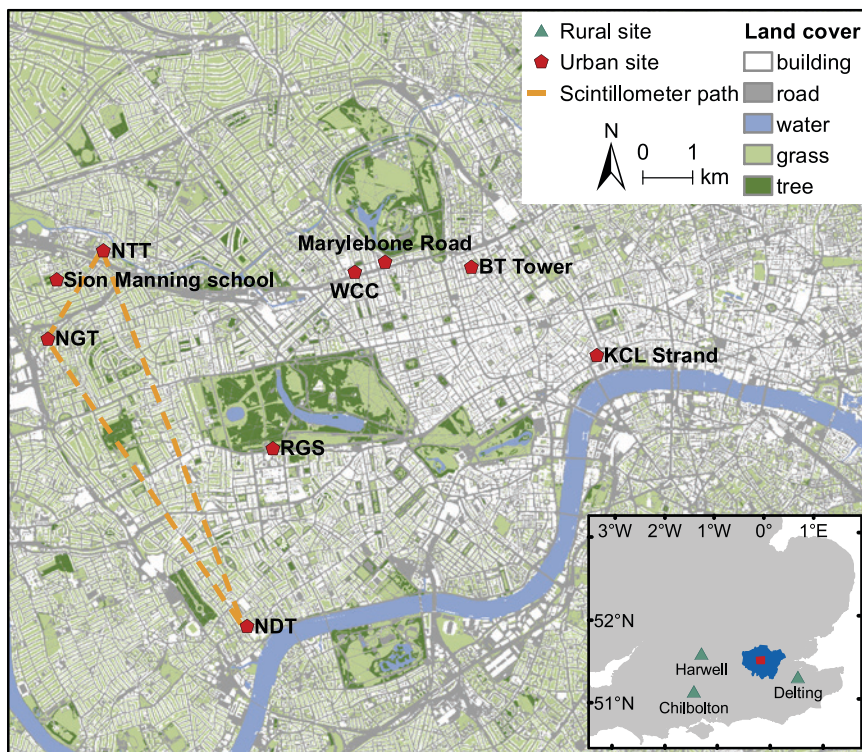 Rural site
Urban site
Scintillometer path
N
0 1
km
Land cover
building
road
water
grass
tree
NTT
Sion Manning school
NGT
Marylebone Road
WCC
BT Tower
KCL Strand
RGS
NDT
3°W 2°W 1°W 0° 1°E
52°N
51°N
Harwell
Chilbolton
Detling